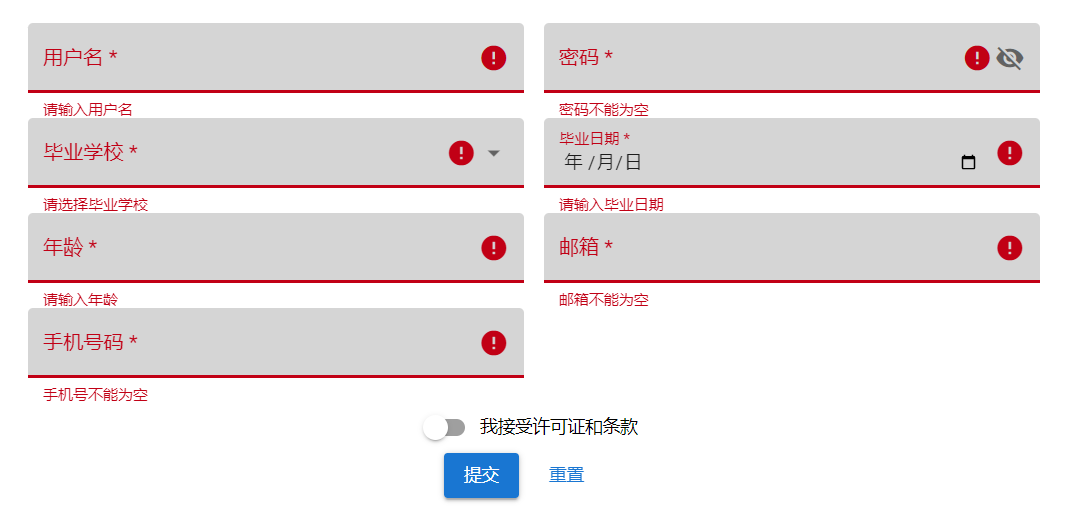 用户名 *
密码 *
请输入用户名
密码不能为空
毕业学校 *
毕业日期 *
年 /月/日
请选择毕业学校
请输入毕业日期
年龄 *
邮箱 *
请输入年龄
邮箱不能为空
手机号码 *
手机号不能为空
我接受许可证和条款
提交
重置